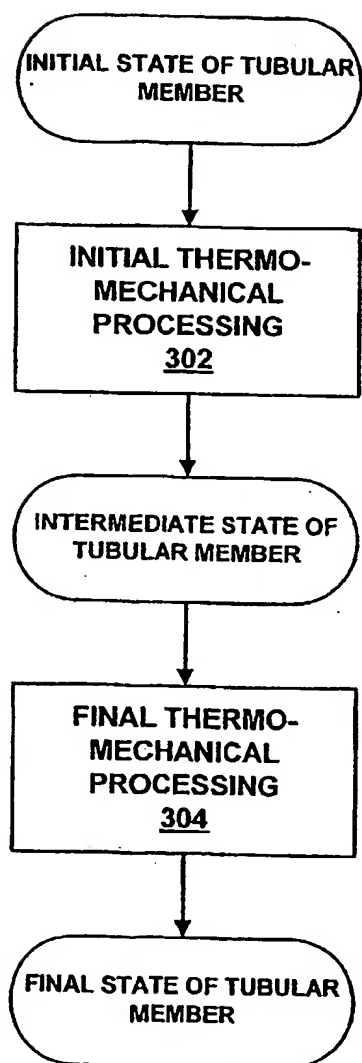 INITIAL STATE OF TUBULAR
MEMBER
INITIAL THERMO-
MECHANICAL
PROCESSING
302
INTERMEDIATE STATE OF
TUBULAR MEMBER
FINAL THERMO-
MECHANICAL
PROCESSING
304
FINAL STATE OF TUBULAR
MEMBER